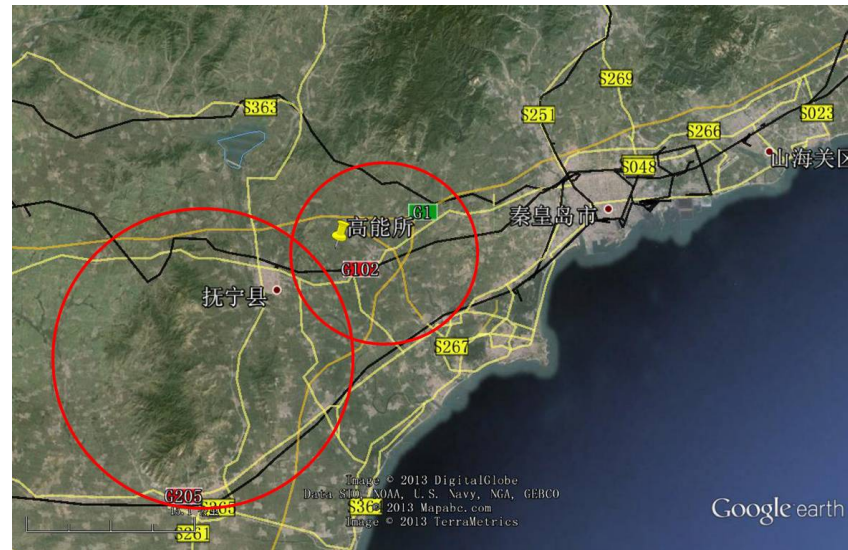 S363
S269
S251
S023
S266
山海关区
S048
G1
秦皇岛市
高能所
G102
抚宁县
S267
Image © 2013 DigitalGlobe
Data SIO, NOAA, U.S. Navy, NGA, GEBCO
© 2013 Mapabc.com
Image © 2013 TerraMetrics
G205
S261
Google earth